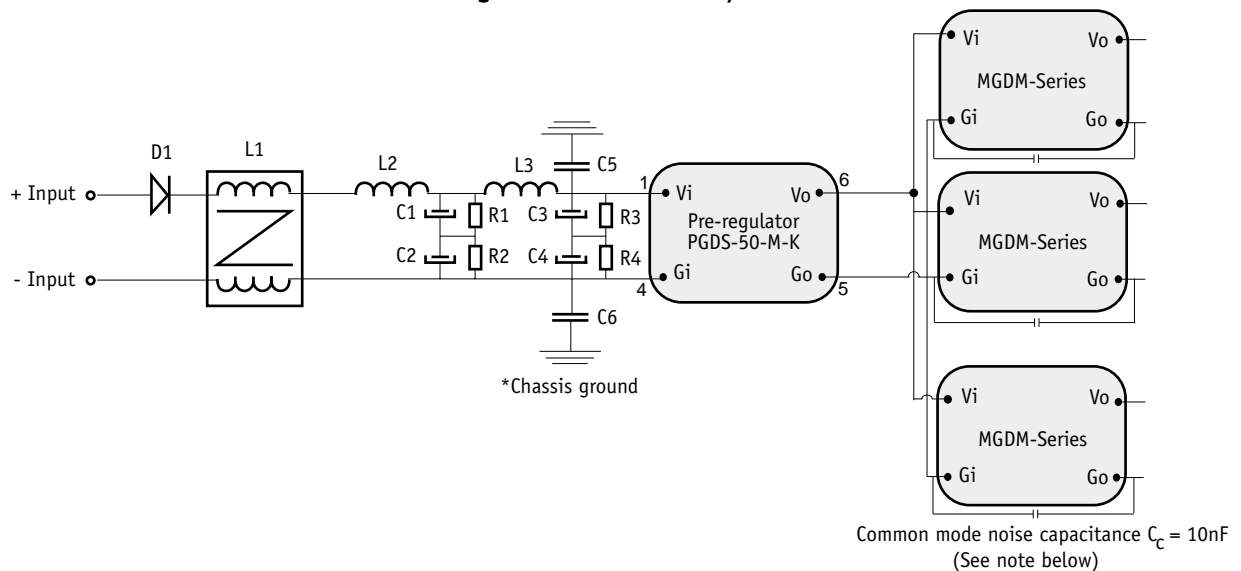 Vi Vo
MGDM-Series
Gi Go
D1 L1 L2 L3 C5
+ Input
C1 R1 C3 R3
C2 R2 C4 R4
- Input
1 Vi Vo 6
Pre-regulator
PGDS-50-M-K
4 Gi Go 5
C6
*Chassis ground
Vi Vo
MGDM-Series
Gi Go
Vi Vo
MGDM-Series
Gi Go
Common mode noise capacitance CC = 10nF
(See note below)